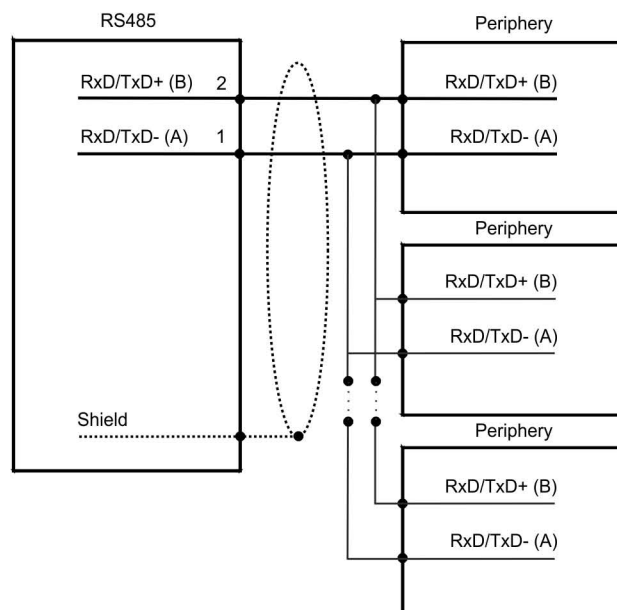 RS485
RxD/TxD+ (B) 2
RxD/TxD- (A) 1
Shield
Periphery
RxD/TxD+ (B)
RxD/TxD- (A)
Periphery
RxD/TxD+ (B)
RxD/TxD- (A)
Periphery
RxD/TxD+ (B)
RxD/TxD- (A)